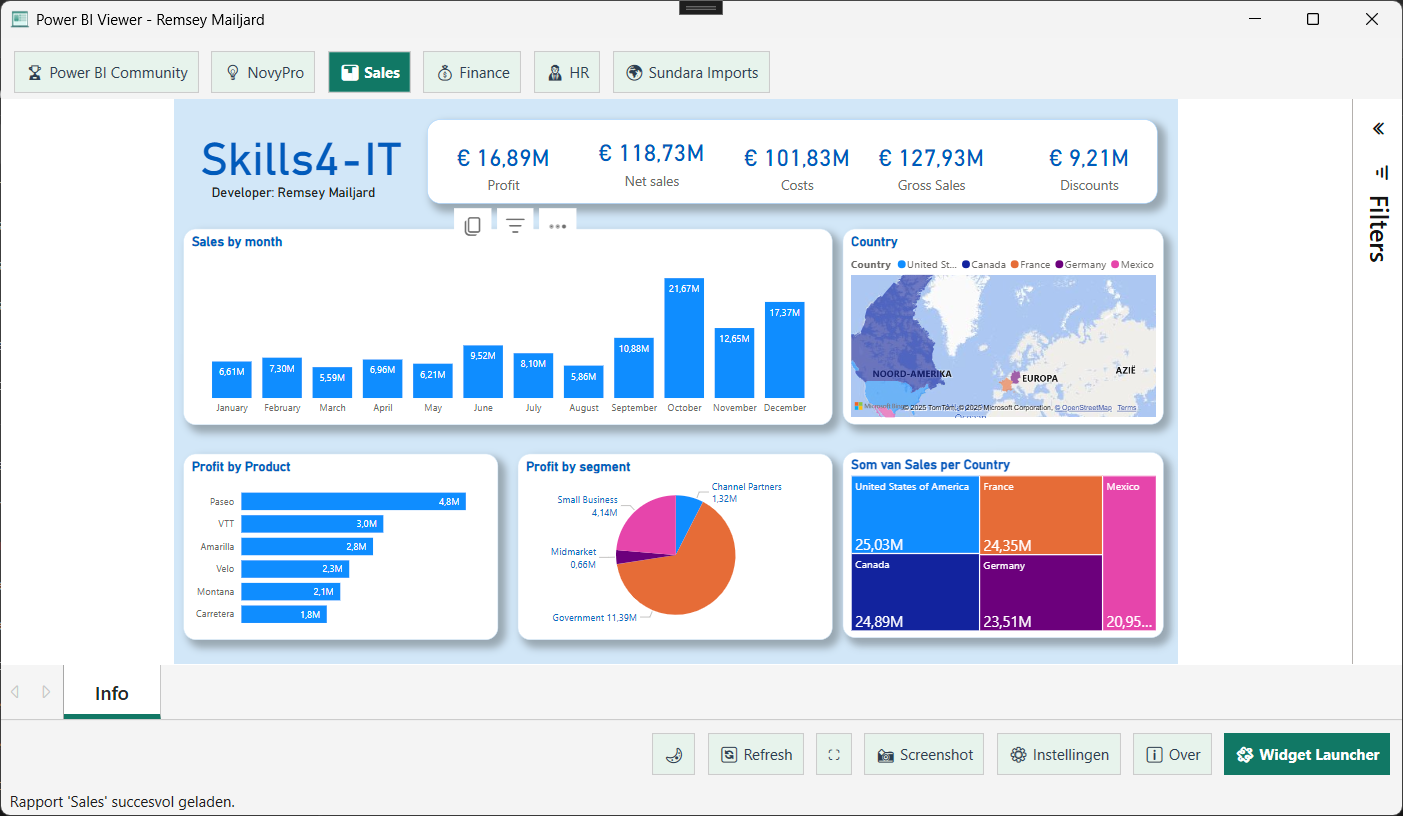 Power BI Viewer - Remsey Mailjard
Power BI Community
NovyPro
Sales
Finance
HR
Sundara Imports
Skills4-IT
Developer: Remsey Mailjard
€ 16,89M
Profit
€ 118,73M
Net sales
€ 101,83M
Costs
€ 127,93M
Gross Sales
€ 9,21M
Discounts
Filters
Sales by month
6,61M
7,30M
5,59M
6,96M
6,21M
9,52M
8,10M
5,86M
10,88M
21,67M
12,65M
17,37M
January
February
March
April
May
June
July
August
September
October
November
December
Country
Country
United St...
Canada
France
Germany
Mexico
NOORD-AMERIKA
EUROPA
AZIË
© 2025 TomTom, © 2025 Microsoft Corporation, © OpenStreetMap Terms
Profit by Product
Paseo
4,8M
VTT
3,0M
Amarilla
2,8M
Velo
2,3M
Montana
2,1M
Carretera
1,8M
Profit by segment
Channel Partners
1,32M
Small Business
4,14M
Midmarket
0,66M
Government 11,39M
Som van Sales per Country
United States of America
25,03M
France
24,35M
Mexico
20,95...
Canada
24,89M
Germany
23,51M
Info
Refresh
Screenshot
Instellingen
Over
Widget Launcher
Rapport 'Sales' succesvol geladen.